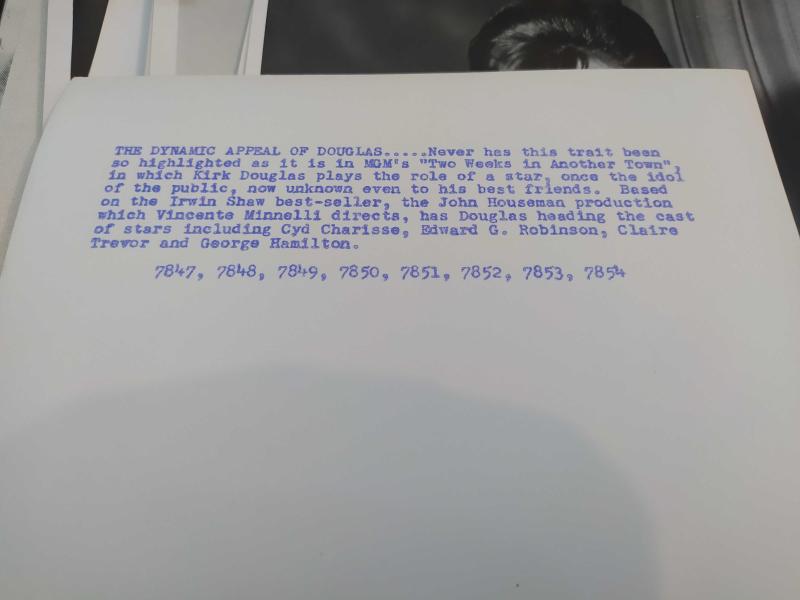 THE DYNAMIC APPEAL OF DOUGLAS.....Never has this trait been
so highlighted as it is in MGM's "Two Weeks in Another Town",
in which Kirk Douglas plays the role of a star, once the idol
of the public, now unknown even to his best friends. Based
on the Irwin Shaw best-seller, the John Houseman production
which Vincente Minnelli directs, has Douglas heading the cast
of stars including Cyd Charisse, Edward G. Robinson, Claire
Trevor and George Hamilton.
7847, 7848, 7849, 7850, 7851, 7852, 7853, 7854